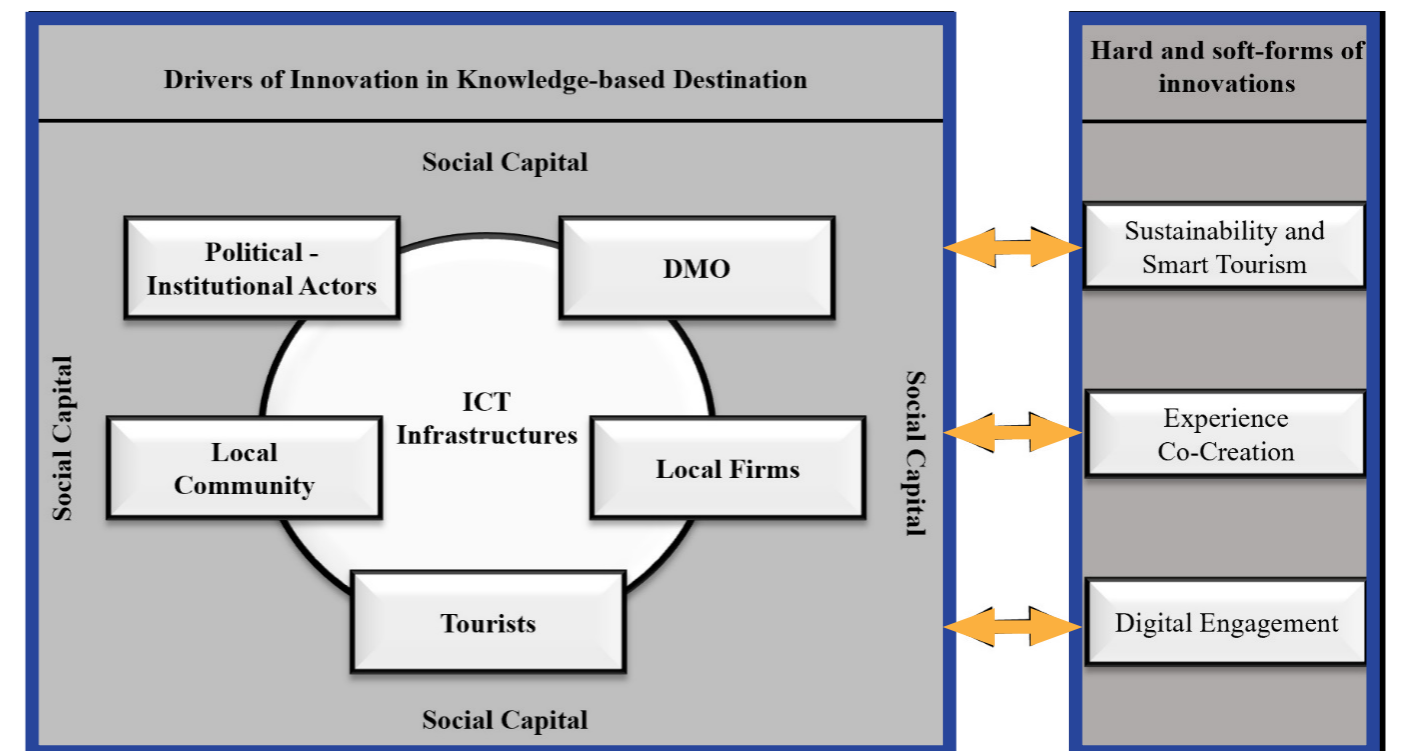 Drivers of Innovation in Knowledge-based Destination
Social Capital
Political -
Institutional Actors
DMO
Social Capital
ICT
Infrastructures
Social Capital
Local
Community
Local Firms
Tourists
Social Capital
Hard and soft-forms of
innovations
Sustainability and
Smart Tourism
Experience
Co-Creation
Digital Engagement